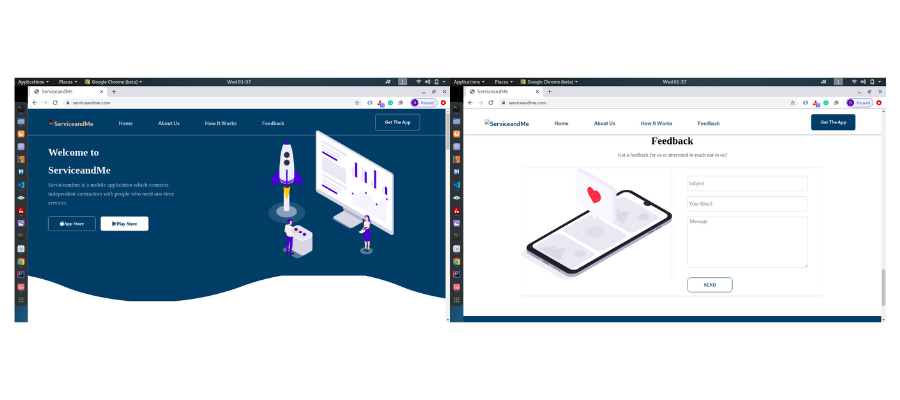 Applications Places Google Chrome (beta) Wed 01:37 1
ServiceandMe
serviceandme.com Paused
ServiceandMe Home About Us How It Works Feedback Get The App
Welcome to
ServiceandMe
Serviceandme is a mobile application which connects
independent contractors with people who need one-time
services.
App Store Play Store
Applications Places Google Chrome (beta) Wed 01:37 1
ServiceandMe
serviceandme.com Paused
ServiceandMe Home About Us How It Works Feedback Get The App
Feedback
Got a feedback for us or interested to reach out to us?
Subject
Your Email
Message
SEND